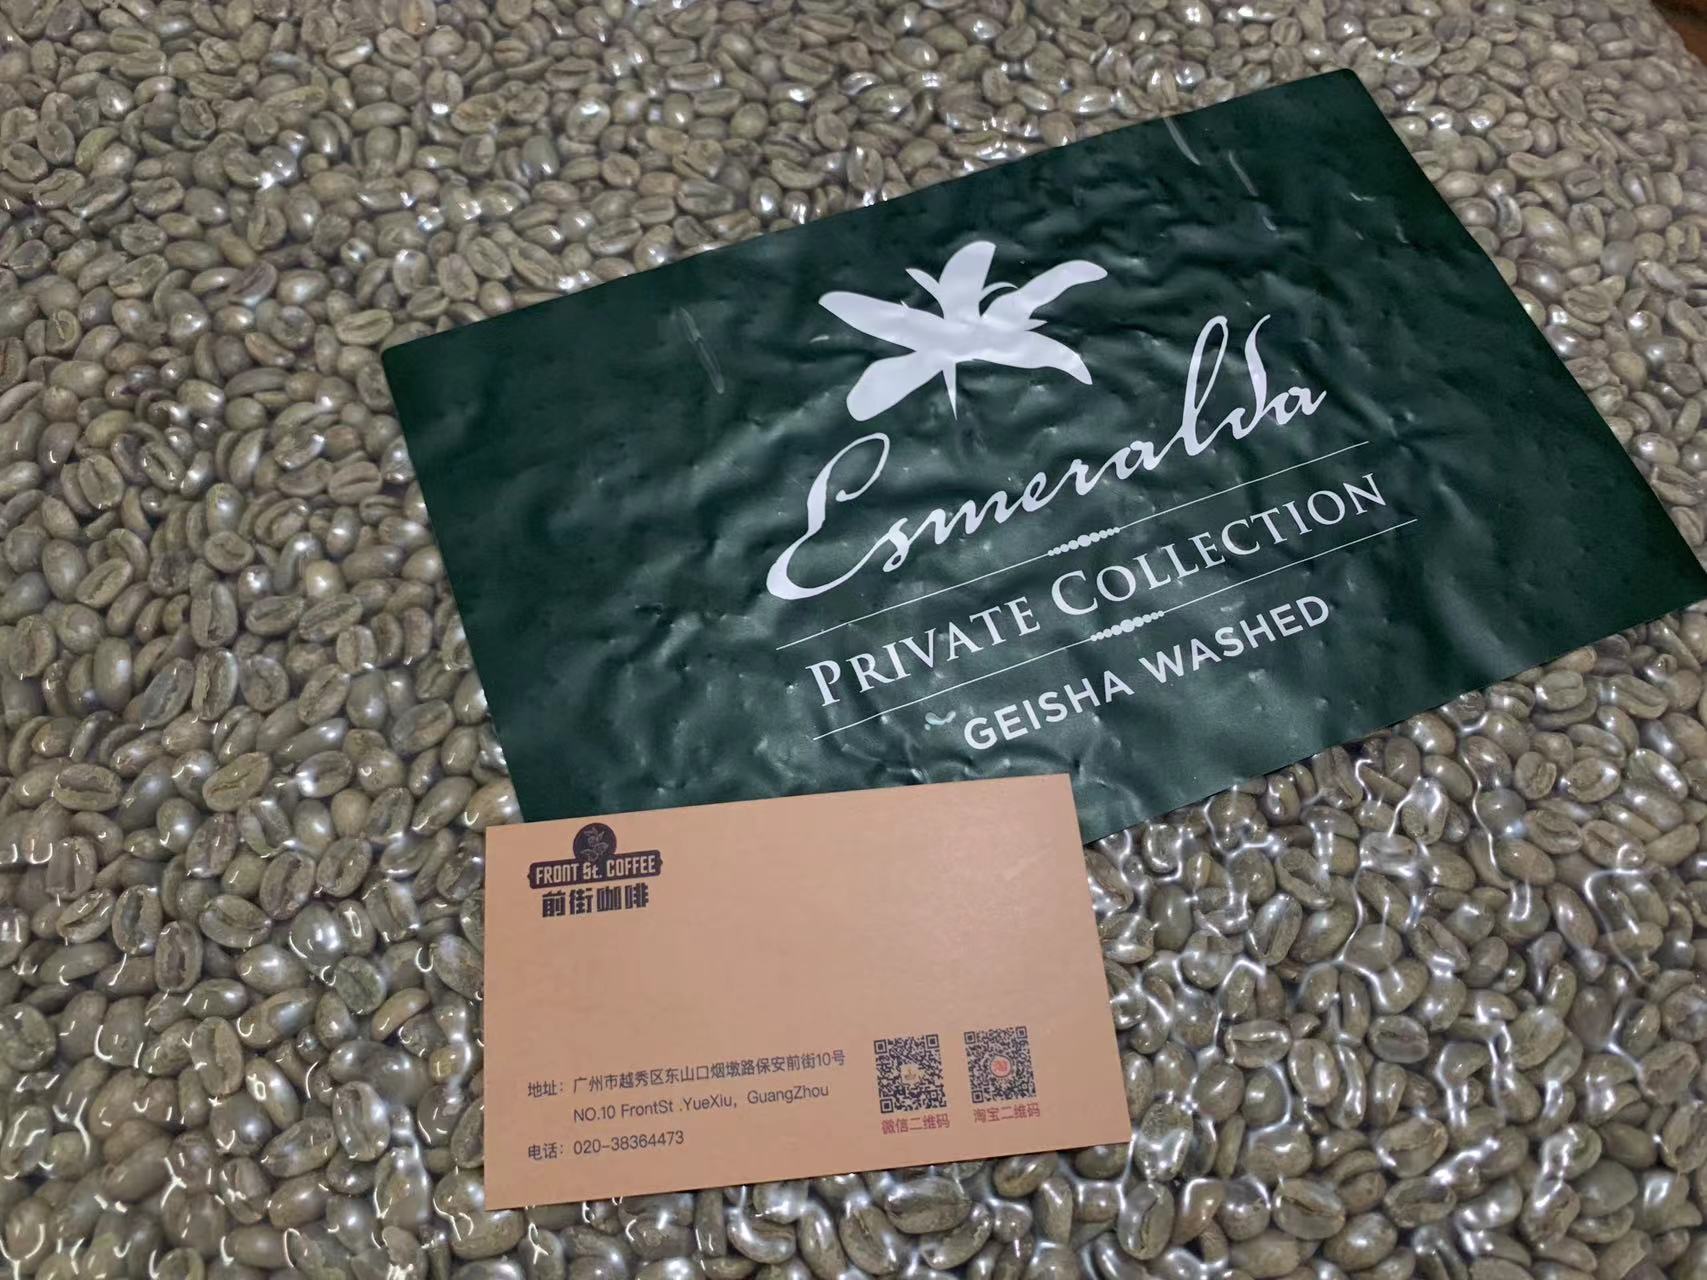 Esmeralda
PRIVATE COLLECTION
GEISHA WASHED
FRONT St. COFFEE
前街咖啡
地址：广州市越秀区东山口烟墩路保安前街10号
NO.10 FrontSt .YueXiu，GuangZhou
电话：020-38364473
微信二维码
淘宝二维码
淘